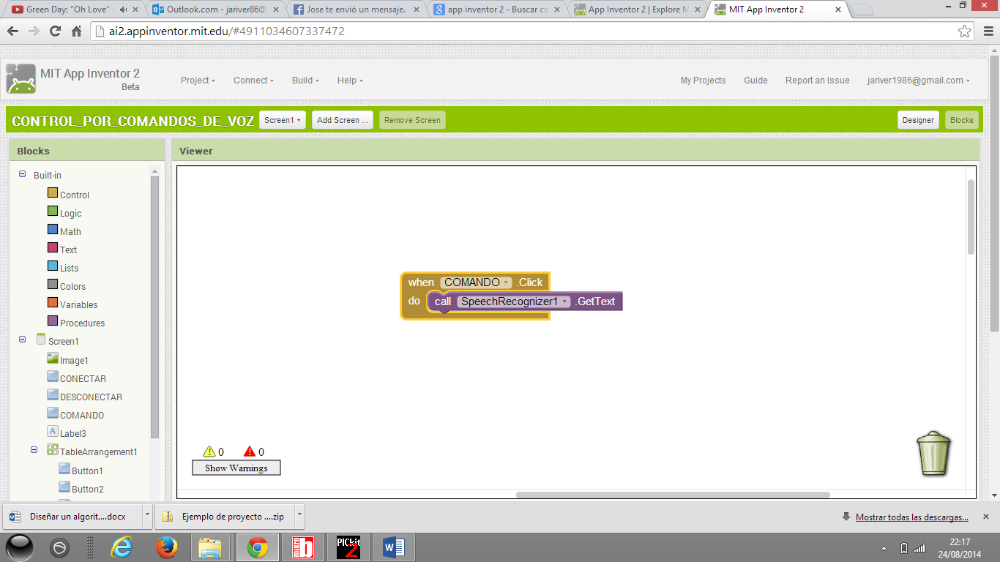 Green Day: "Oh Love" -
Outlook.com - jariver86@
Jose te envió un mensaje.
app inventor 2 - Buscar co
App Inventor 2 | Explore M
MIT App Inventor 2
ai2.appinventor.mit.edu/#4911034607337472
MIT App Inventor 2
Beta
Project
Connect
Build
Help
My Projects
Guide
Report an Issue
jariver1986@gmail.com
CONTROL_POR_COMANDOS_DE_VOZ
Screen1
Add Screen ...
Remove Screen
Designer
Blocks
Blocks
Viewer
Built-in
Control
Logic
Math
Text
Lists
Colors
Variables
Procedures
Screen1
Image1
CONECTAR
DESCONECTAR
COMANDO
A Label3
TableArrangement1
Button1
Button2
when COMANDO .Click
do call SpeechRecognizer1 .GetText
0 0
Show Warnings
Diseñar un algorit....docx
Ejemplo de proyecto ....zip
Mostrar todas las descargas...
PICkit
2
22:17
24/08/2014